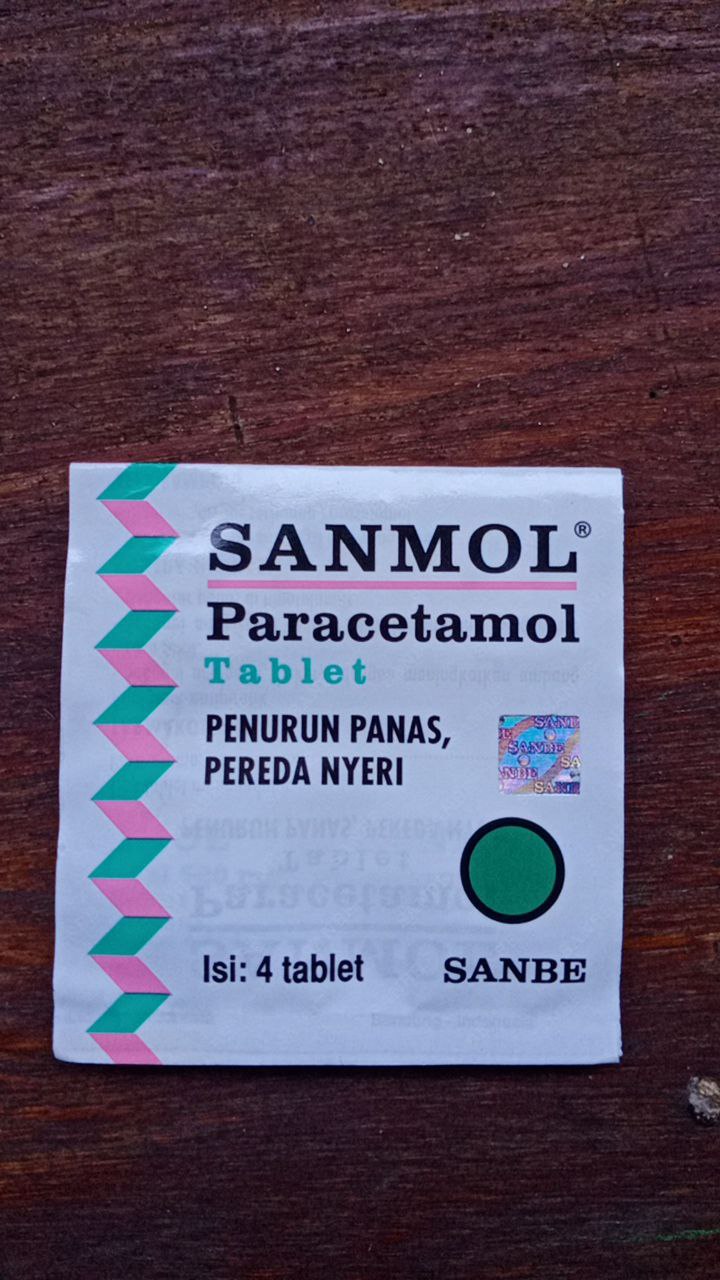 SANMOL®
Paracetamol
Tablet
PENURUN PANAS,
PEREDA NYERI
SANBE
Isi: 4 tablet
SANBE